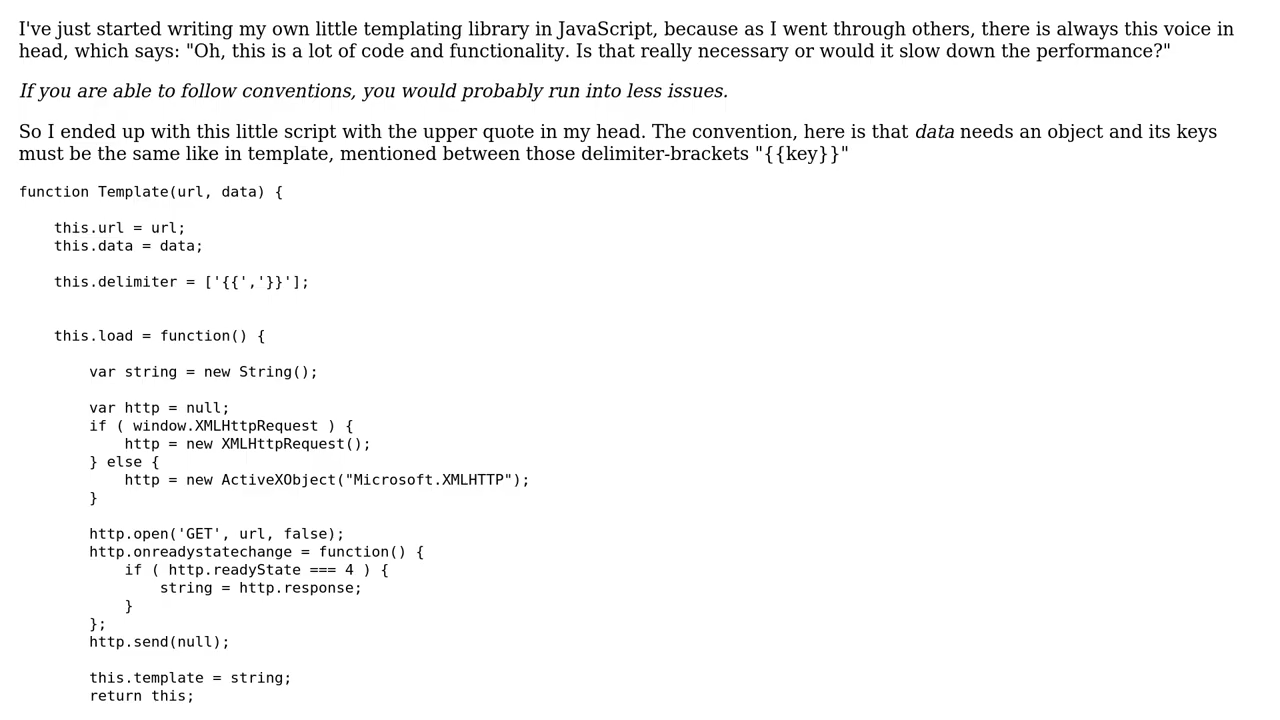 I've just started writing my own little templating library in JavaScript, because as I went through others, there is always this voice in
head, which says: "Oh, this is a lot of code and functionality. Is that really necessary or would it slow down the performance?"
If you are able to follow conventions, you would probably run into less issues.
So I ended up with this little script with the upper quote in my head. The convention, here is that data needs an object and its keys
must be the same like in template, mentioned between those delimiter-brackets "{{key}}"
function Template(url, data) {
    this.url = url;
    this.data = data;
    this.delimiter = ['{{','}}'];
    this.load = function() {
        var string = new String();
        var http = null;
        if ( window.XMLHttpRequest ) {
            http = new XMLHttpRequest();
        } else {
            http = new ActiveXObject("Microsoft.XMLHTTP");
        }
        http.open('GET', url, false);
        http.onreadystatechange = function() {
            if ( http.readyState === 4 ) {
                string = http.response;
            }
        };
        http.send(null);
        this.template = string;
        return this;